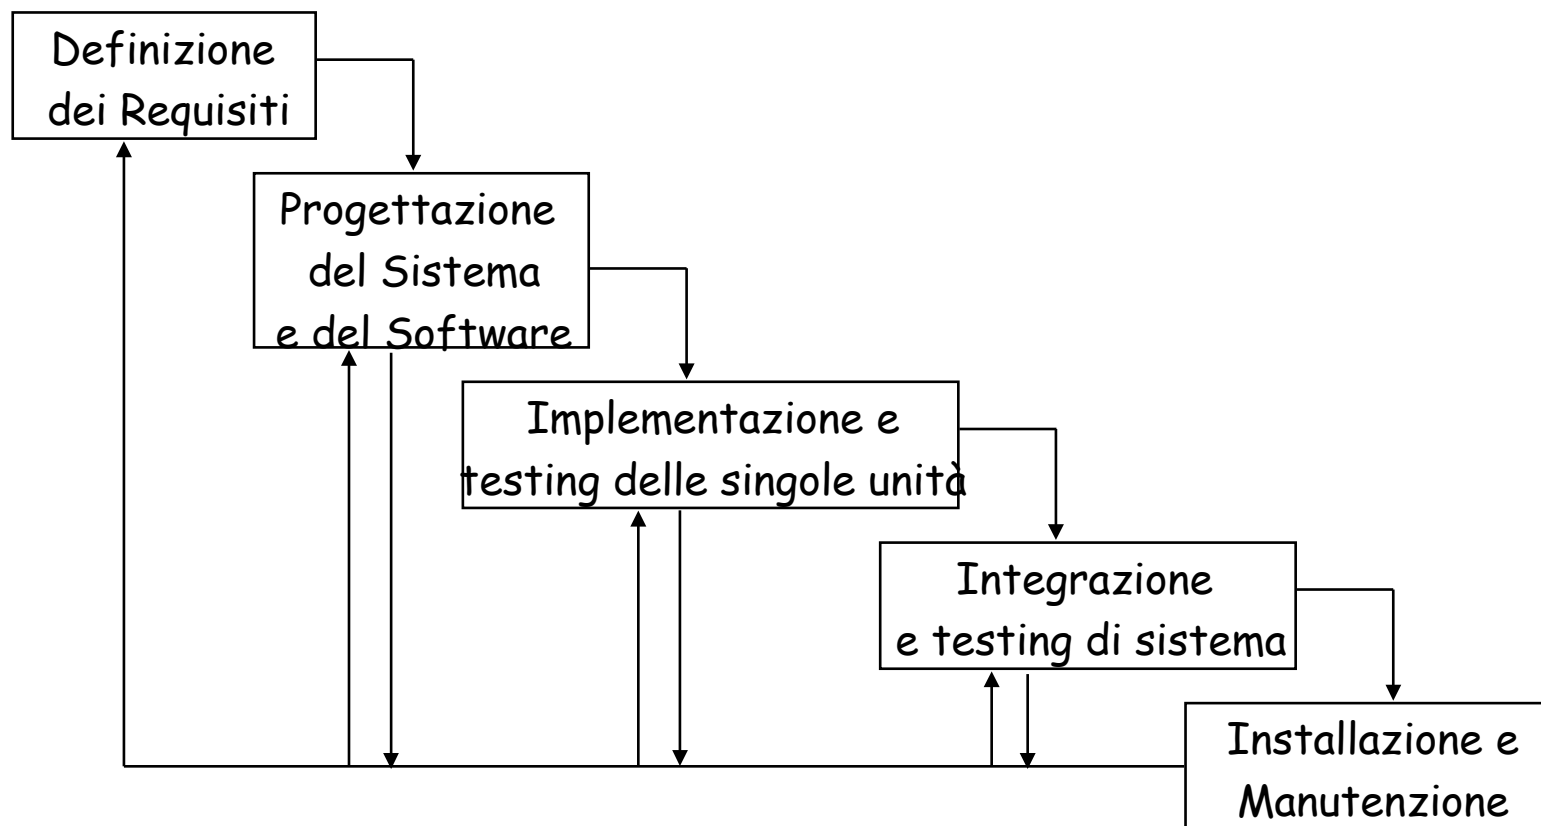 Definizione
dei Requisiti
Progettazione
del Sistema
e del Software
Implementazione e
testing delle singole unità
Integrazione
e testing di sistema
Installazione e
Manutenzione